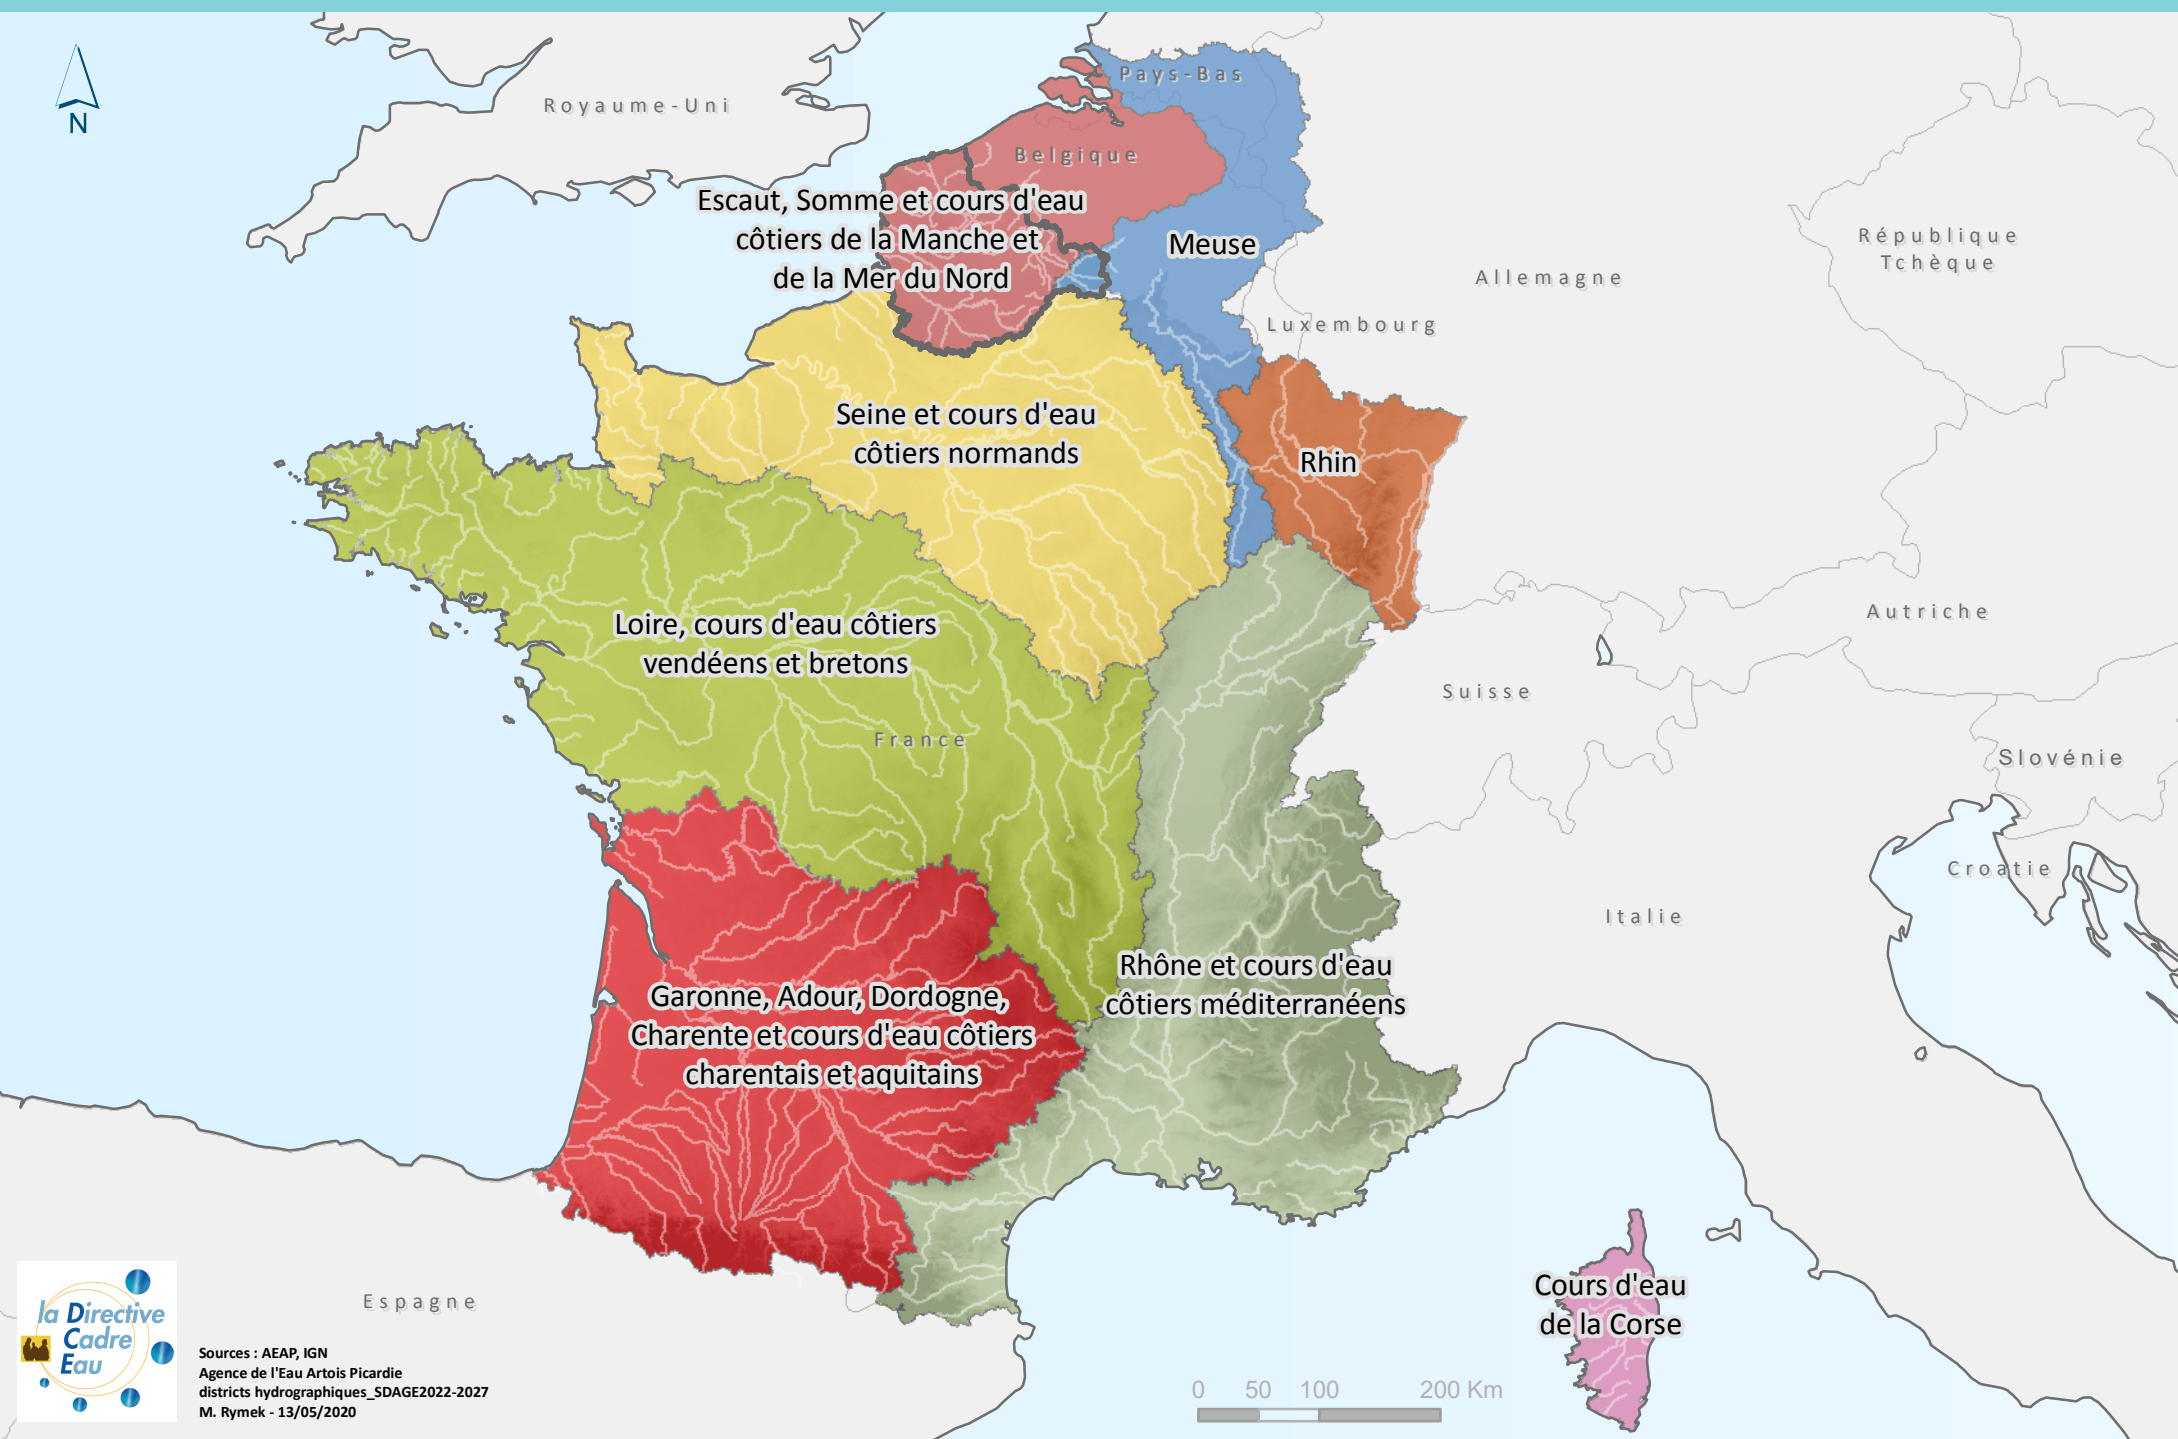 N
Royaume-Uni
Pays-Bas
Belgique
Escaut, Somme et cours d'eau
côtiers de la Manche et
de la Mer du Nord
Meuse
Allemagne
République
Tchèque
Luxembourg
Seine et cours d'eau
côtiers normands
Rhin
Loire, cours d'eau côtiers
vendéens et bretons
France
Autriche
Suisse
Slovénie
Croatie
Italie
Rhône et cours d'eau
côtiers méditerranéens
Garonne, Adour, Dordogne,
Charente et cours d'eau côtiers
charentais et aquitains
Espagne
Cours d'eau
de la Corse
la Directive
Cadre
Eau
Sources : AEAP, IGN
Agence de l'Eau Artois Picardie
districts hydrographiques_SDAGE2022-2027
M. Rymek - 13/05/2020
0 50 100 200 Km